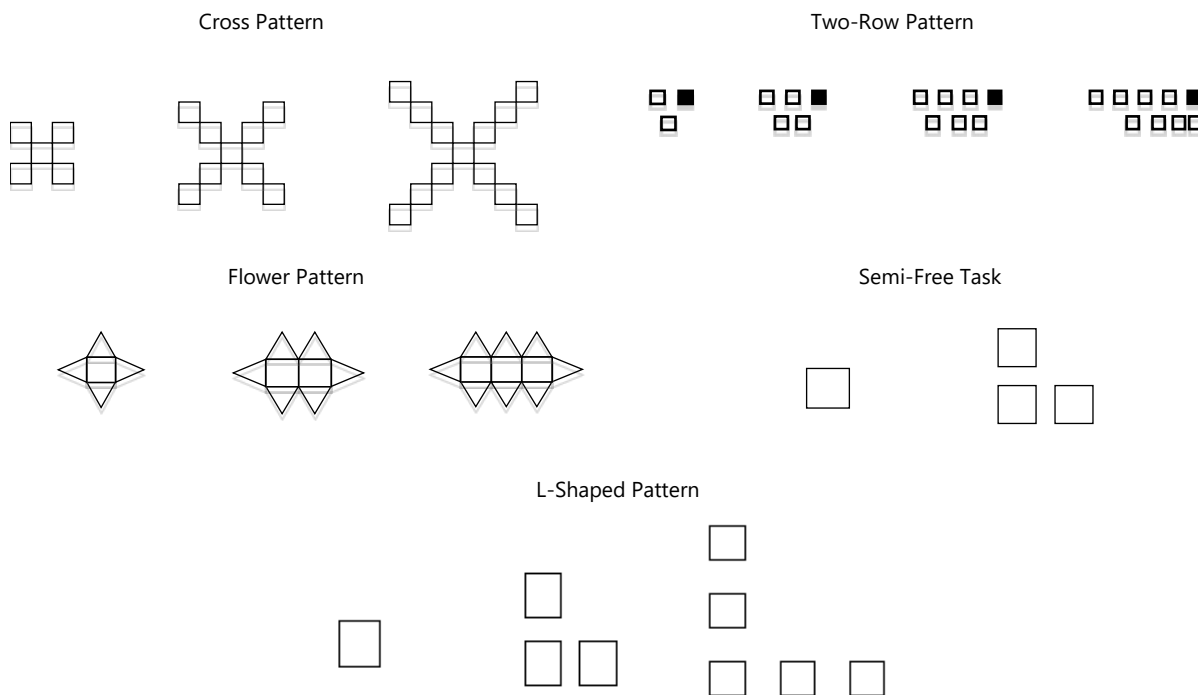 Cross Pattern
Two-Row Pattern
Flower Pattern
Semi-Free Task
L-Shaped Pattern